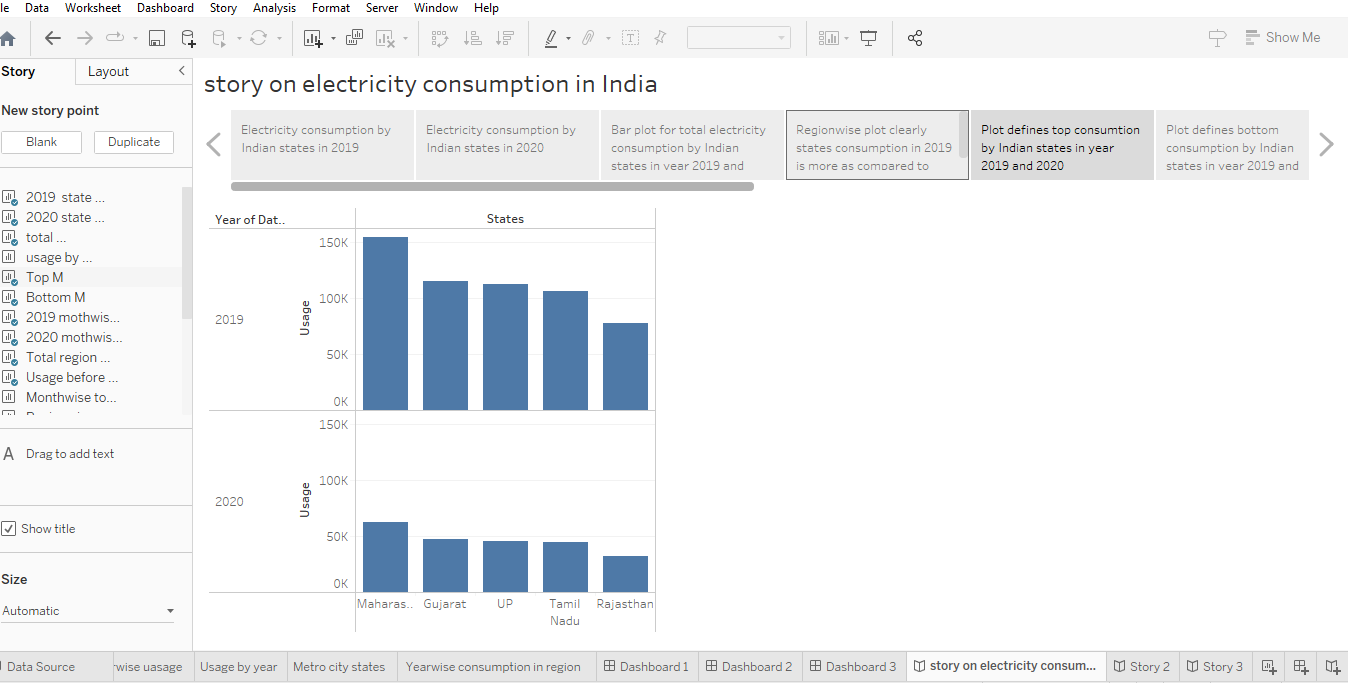 le Data Worksheet Dashboard Story Analysis Format Server Window Help
Show Me
Story Layout
New story point
Blank Duplicate
2019 state ...
2020 state ...
total ...
usage by ...
Top M
Bottom M
2019 mothwis...
2020 mothwis...
Total region ...
Usage before ...
Monthwise to...
A Drag to add text
Show title
Size
Automatic
story on electricity consumption in India
Electricity consumption by
Indian states in 2019
Electricity consumption by
Indian states in 2020
Bar plot for total electricity
consumption by Indian
states in year 2019 and
Regionwise plot clearly
states consumption in 2019
is more as compared to
Plot defines top consumtion
by Indian states in year
2019 and 2020
Plot defines bottom
consumption by Indian
states in year 2019 and
Year of Dat..
States
150K
100K
50K
0K
Usage
2019
150K
100K
50K
0K
Usage
2020
Maharas.. Gujarat UP Tamil Nadu Rajasthan
Data Source wise uasage Usage by year Metro city states Yearwise consumption in region Dashboard 1 Dashboard 2 Dashboard 3 story on electricity consum... Story 2 Story 3